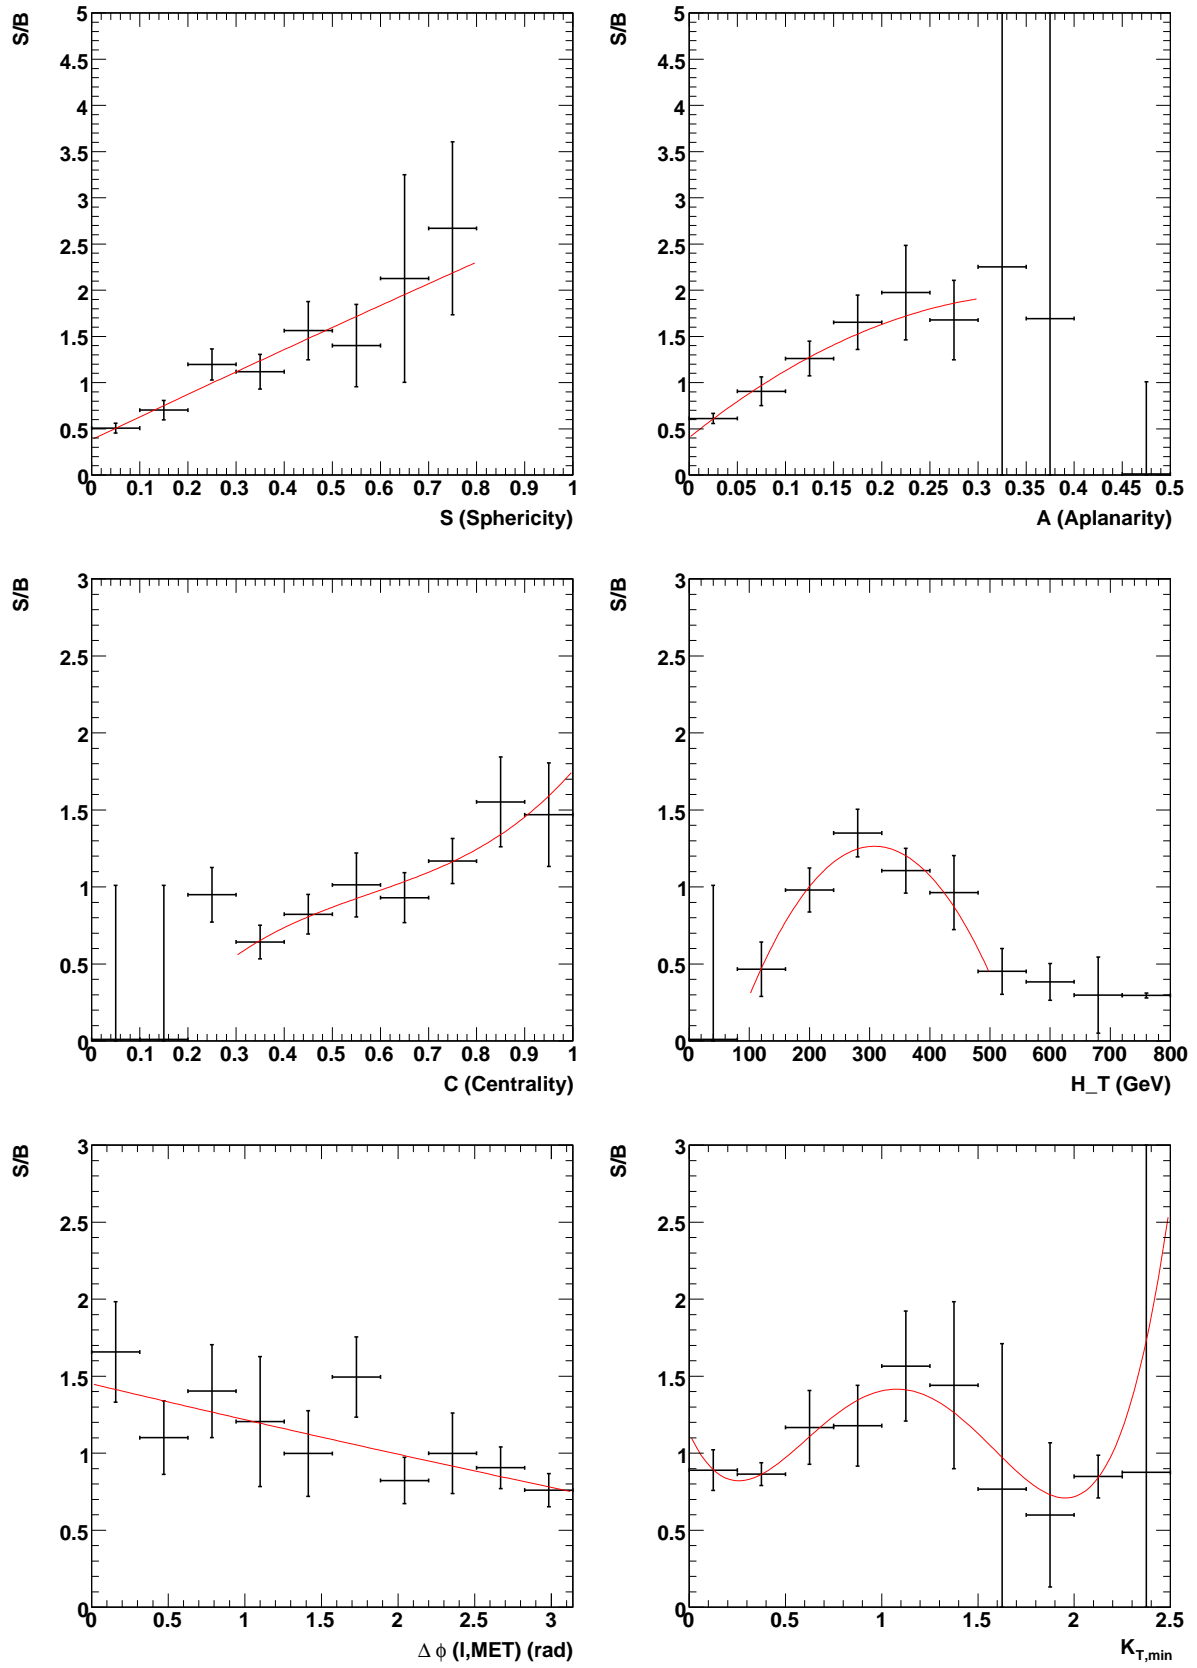 S/B
5
4.5
4
3.5
3
2.5
2
1.5
1
0.5
0
0 0.1 0.2 0.3 0.4 0.5 0.6 0.7 0.8 0.9 1
S (Sphericity)
S/B
5
4.5
4
3.5
3
2.5
2
1.5
1
0.5
0
0 0.05 0.1 0.15 0.2 0.25 0.3 0.35 0.4 0.45 0.5
A (Aplanarity)
S/B
3
2.5
2
1.5
1
0.5
0
0 0.1 0.2 0.3 0.4 0.5 0.6 0.7 0.8 0.9 1
C (Centrality)
S/B
3
2.5
2
1.5
1
0.5
0
0 100 200 300 400 500 600 700 800
H_T (GeV)
S/B
3
2.5
2
1.5
1
0.5
0
0 0.5 1 1.5 2 2.5 3
Δ ϕ (l,MET) (rad)
S/B
3
2.5
2
1.5
1
0.5
0
0 0.5 1 1.5 2 2.5
K_T,min